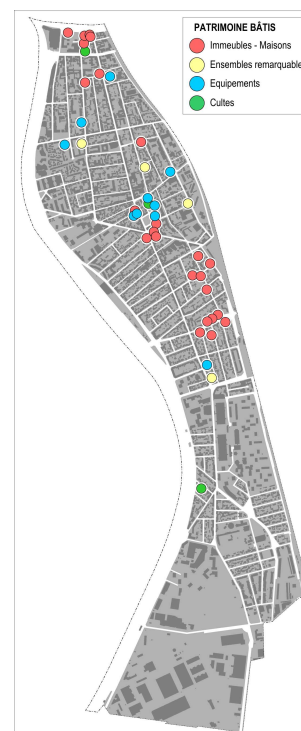 PATRIMOINE BÂTIS
Immeubles - Maisons
Ensembles remarquable
Equipements
Cultes